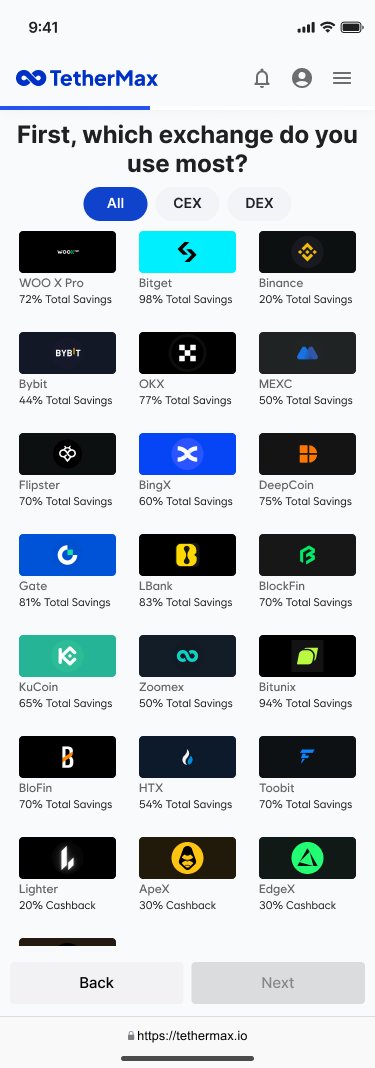 9:41
TetherMax
First, which exchange do you
use most?
All
CEX
DEX
WOO X Pro
72% Total Savings
Bitget
98% Total Savings
Binance
20% Total Savings
BYBIT
Bybit
44% Total Savings
OKX
77% Total Savings
MEXC
50% Total Savings
Flipster
70% Total Savings
BingX
60% Total Savings
DeepCoin
75% Total Savings
Gate
81% Total Savings
LBank
83% Total Savings
BlockFin
70% Total Savings
KuCoin
65% Total Savings
Zoomex
50% Total Savings
Bitunix
94% Total Savings
BloFin
70% Total Savings
HTX
54% Total Savings
Toobit
70% Total Savings
Lighter
20% Cashback
ApeX
30% Cashback
EdgeX
30% Cashback
Back
Next
https://tethermax.io